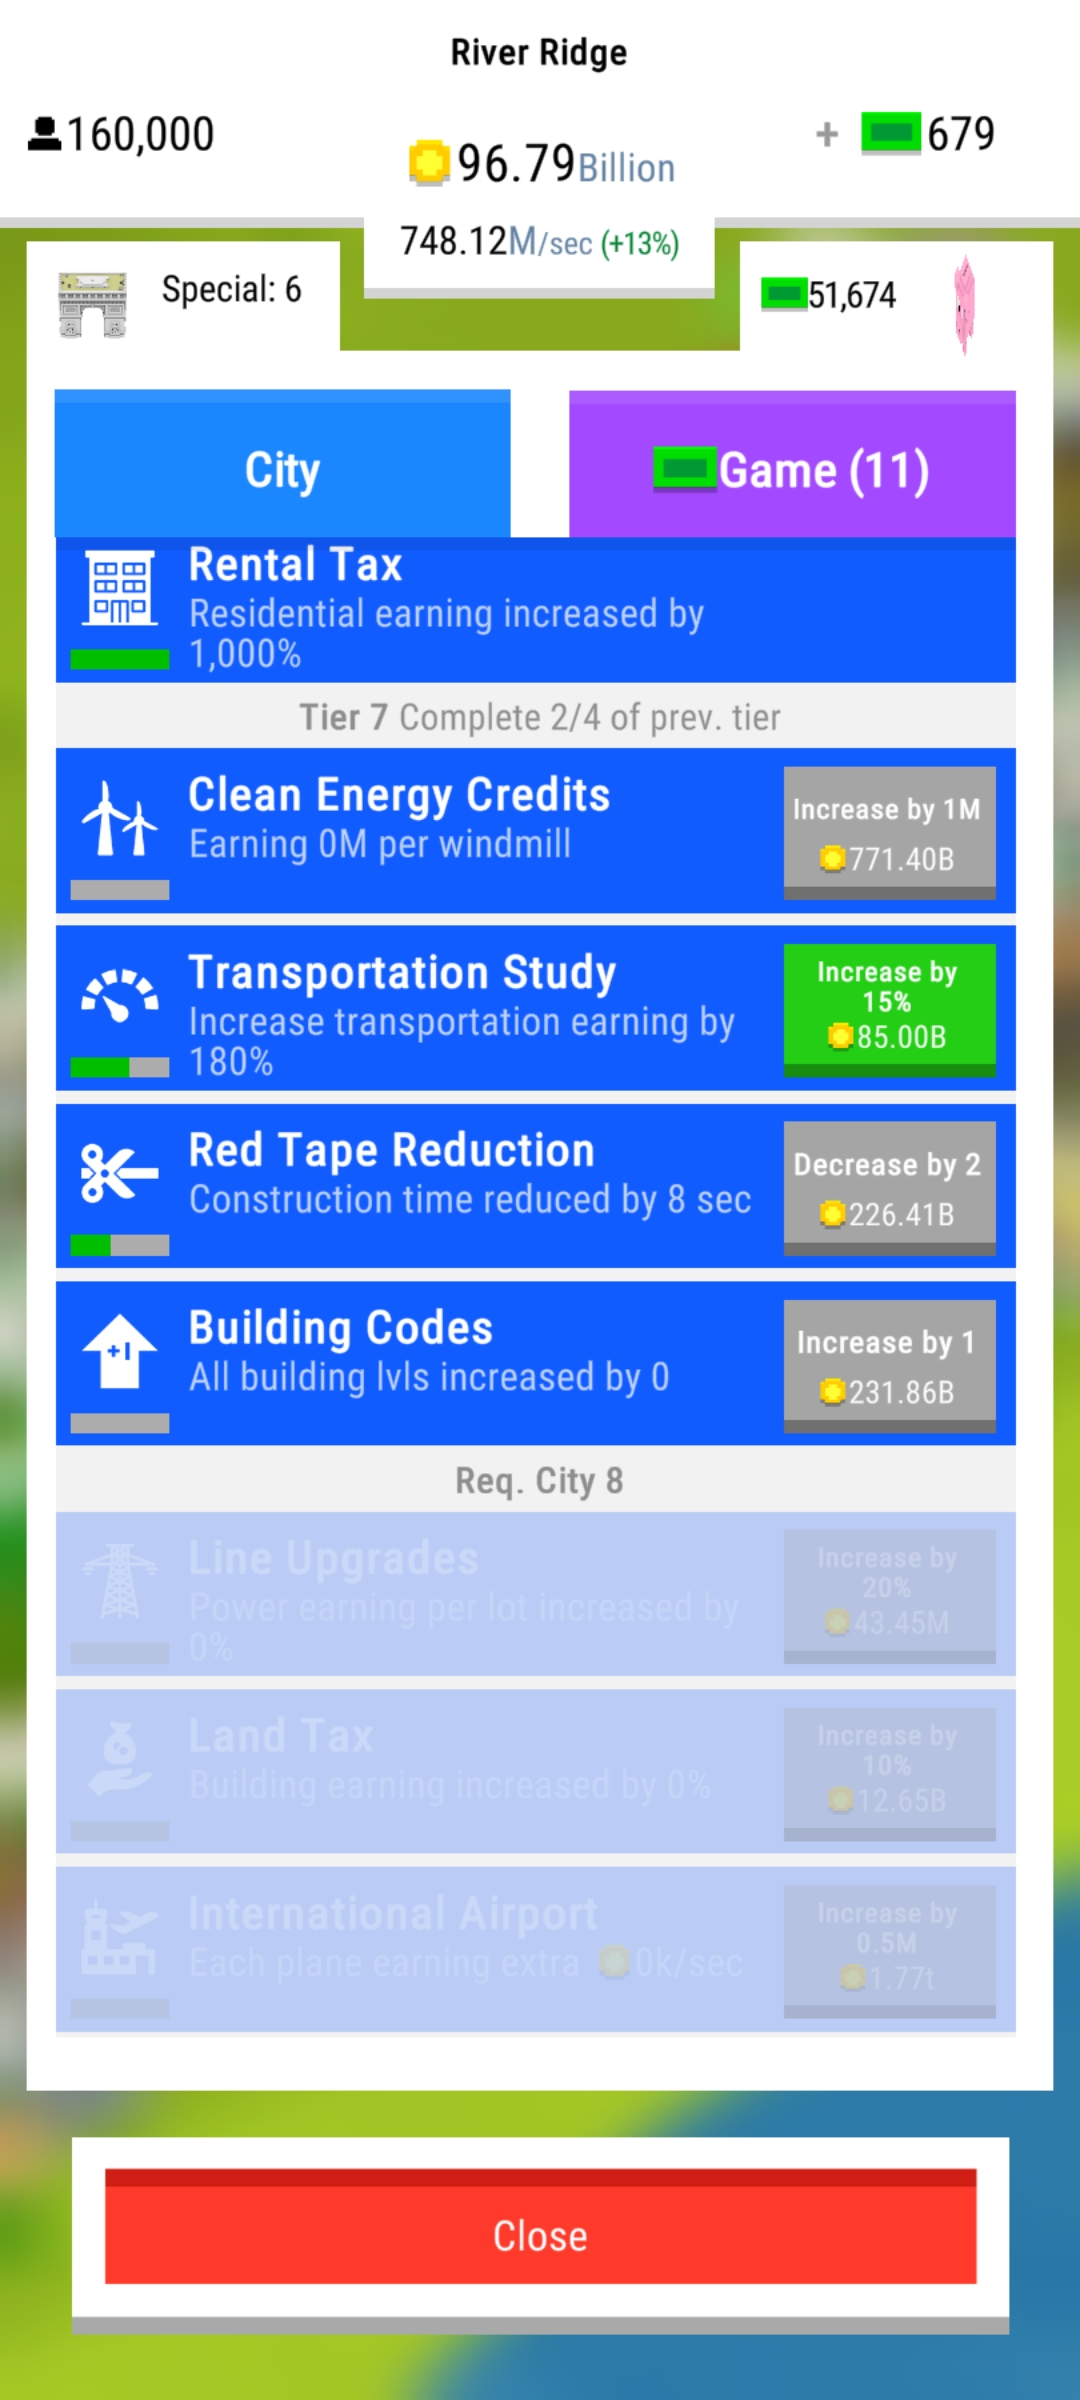 River Ridge
160,000
96.79Billion
+ 679
748.12M/sec (+13%)
Special: 6
51,674
City
Game (11)
Rental Tax
Residential earning increased by
1,000%
Tier 7 Complete 2/4 of prev. tier
Clean Energy Credits
Earning 0M per windmill
Increase by 1M
771.40B
Transportation Study
Increase transportation earning by
180%
Increase by
15%
85.00B
Red Tape Reduction
Construction time reduced by 8 sec
Decrease by 2
226.41B
+1
Building Codes
All building lvls increased by 0
Increase by 1
231.86B
Req. City 8
Line Upgrades
Power earning per lot increased by
0%
Increase by
20%
43.45M
Land Tax
Building earning increased by 0%
Increase by
10%
12.65B
International Airport
Each plane earning extra 0k/sec
Increase by
0.5M
1.77t
Close